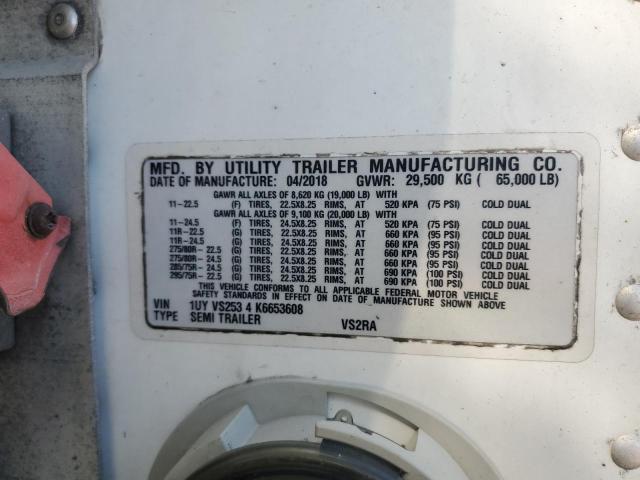 MFD. BY UTILITY TRAILER MANUFACTURING CO.
DATE OF MANUFACTURE: 04/2018 GVWR: 29,500 KG ( 65,000 LB)
GAWR ALL AXLES OF 8,620 KG (19,000 LB) WITH
11-22.5 (F) TIRES, 22.5X8.25 RIMS, AT 520 KPA (75 PSI) COLD DUAL
GAWR ALL AXLES OF 9,100 KG (20,000 LB) WITH
11-24.5 (F) TIRES, 24.5X8.25 RIMS, AT 520 KPA (75 PSI) COLD DUAL
11R-22.5 (G) TIRES, 22.5X8.25 RIMS, AT 660 KPA (95 PSI) COLD DUAL
11R-24.5 (G) TIRES, 24.5X8.25 RIMS, AT 660 KPA (95 PSI) COLD DUAL
275/80R-22.5 (G) TIRES, 22.5X8.25 RIMS, AT 660 KPA (95 PSI) COLD DUAL
275/80R-24.5 (G) TIRES, 24.5X8.25 RIMS, AT 660 KPA (95 PSI) COLD DUAL
285/75R-24.5 (G) TIRES, 24.5X8.25 RIMS, AT 690 KPA (100 PSI) COLD DUAL
295/75R-22.5 (G) TIRES, 22.5X8.25 RIMS, AT 690 KPA (100 PSI) COLD DUAL
THIS VEHICLE CONFORMS TO ALL APPLICABLE FEDERAL MOTOR VEHICLE
SAFETY STANDARDS IN EFFECT ON DATE OF MANUFACTURE SHOWN ABOVE
VIN 1UY VS253 4 K6653608
TYPE SEMI TRAILER VS2RA